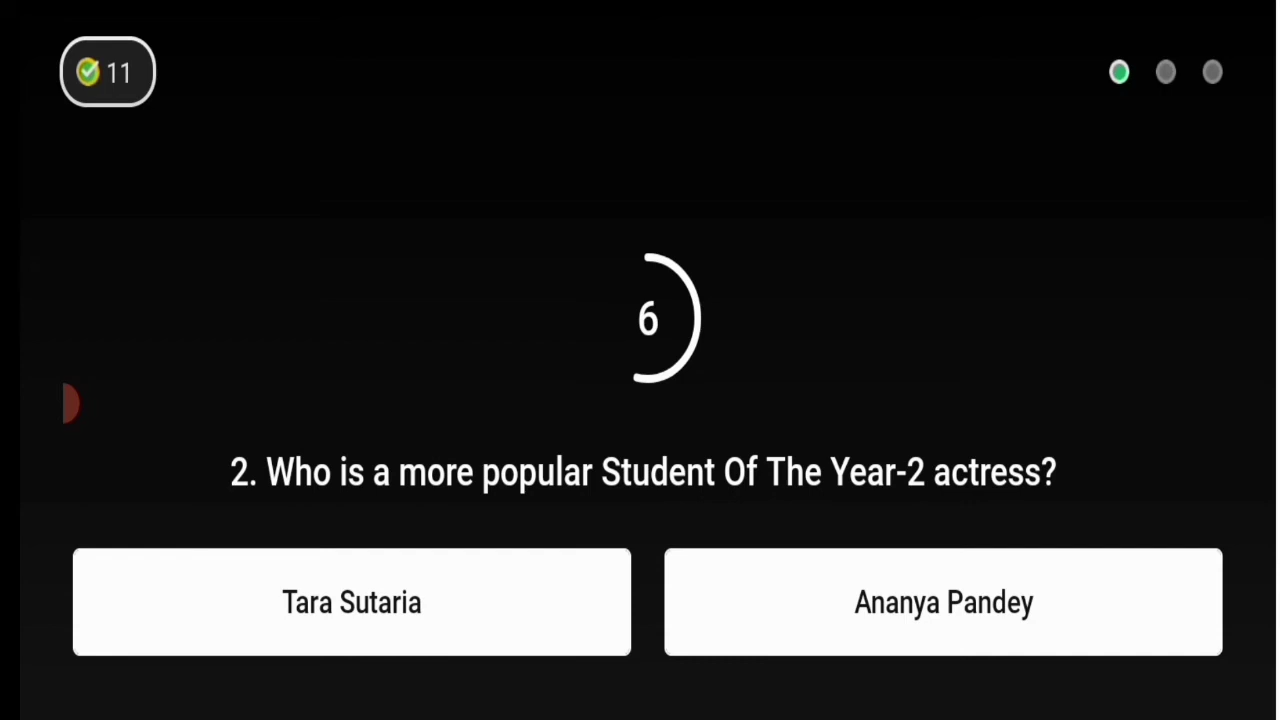 11
6
2. Who is a more popular Student Of The Year-2 actress?
Tara Sutaria
Ananya Pandey